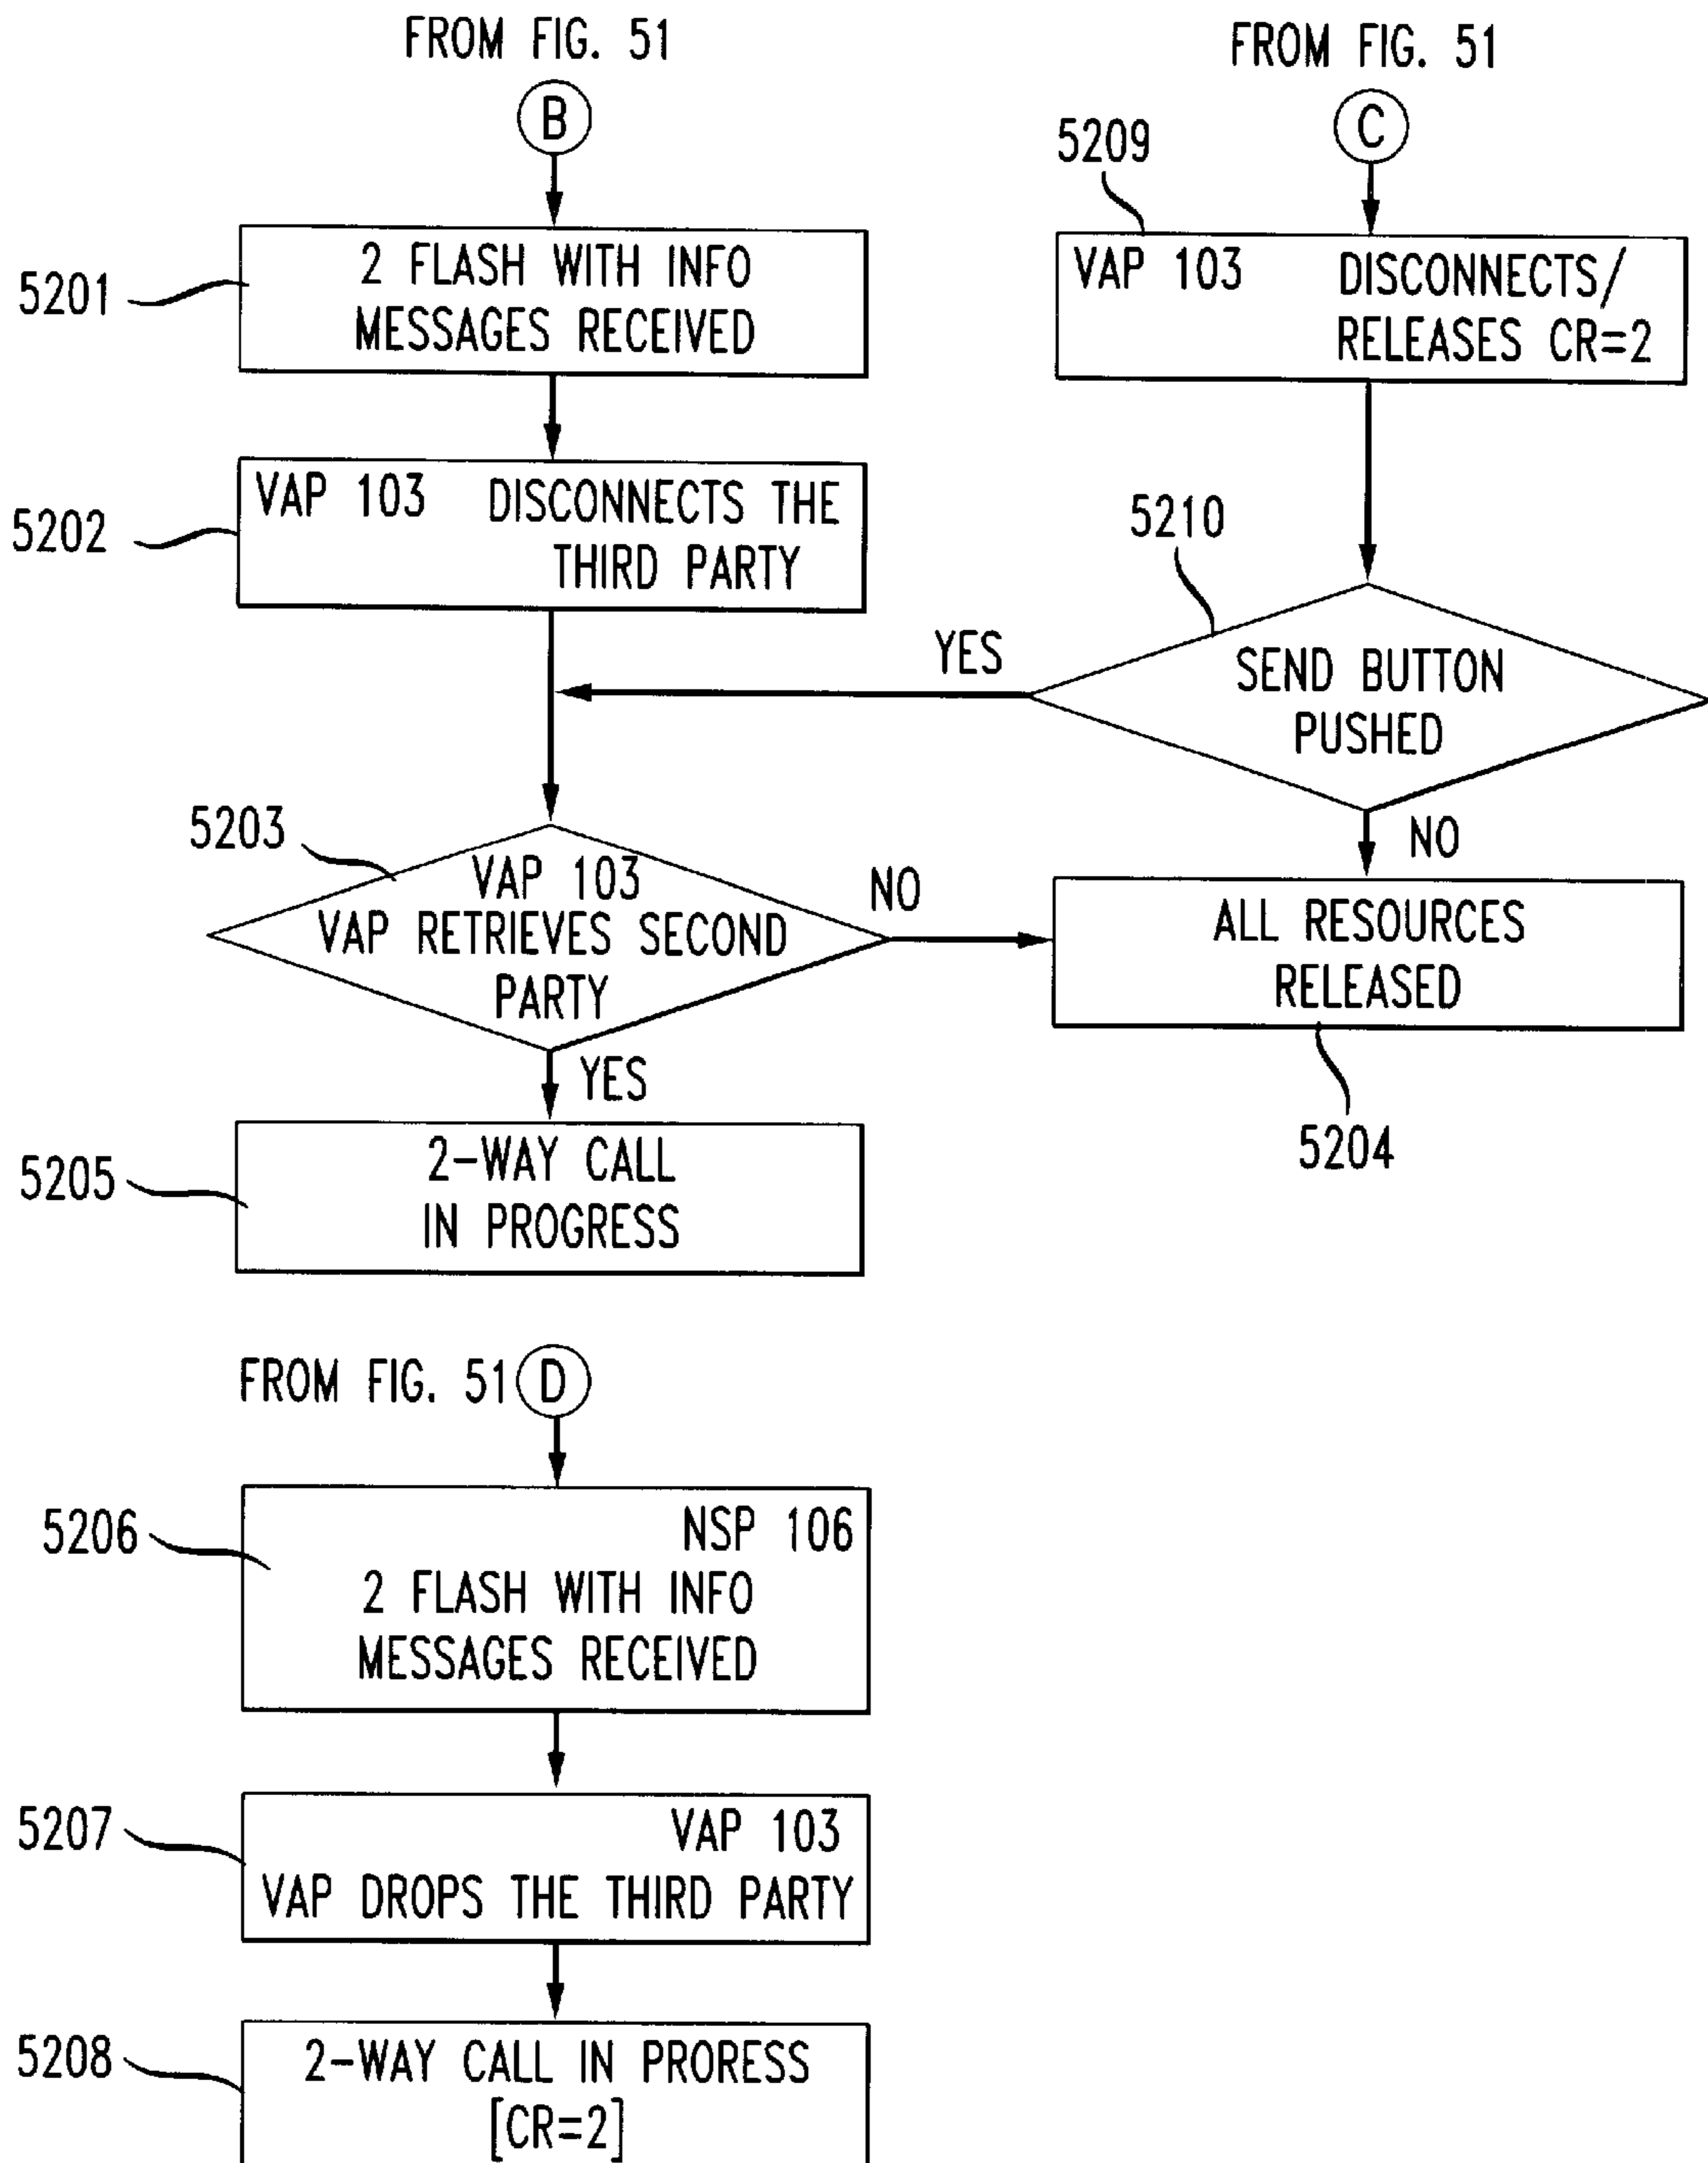 FROM FIG. 51
B
5201
2 FLASH WITH INFO
MESSAGES RECEIVED
5202
VAP 103 DISCONNECTS THE
THIRD PARTY
5203
VAP 103
VAP RETRIEVES SECOND
PARTY
NO
YES
5205
2-WAY CALL
IN PROGRESS
FROM FIG. 51
C
5209
VAP 103 DISCONNECTS/
RELEASES CR=2
5210
SEND BUTTON
PUSHED
YES
NO
ALL RESOURCES
RELEASED
5204
FROM FIG. 51 D
5206
NSP 106
2 FLASH WITH INFO
MESSAGES RECEIVED
5207
VAP 103
VAP DROPS THE THIRD PARTY
5208
2-WAY CALL IN PRORESS
[CR=2]